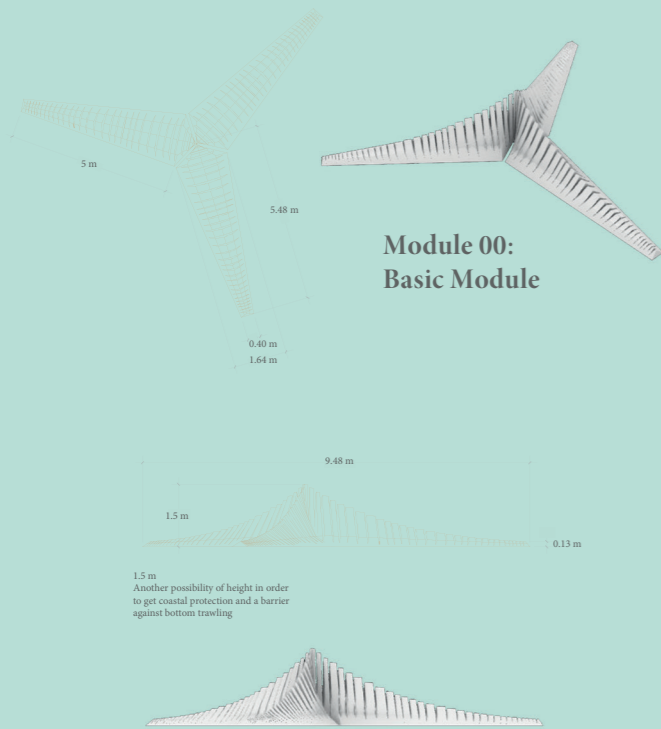 5 m
5.48 m
Module 00:
Basic Module
0.40 m
1.64 m
9.48 m
1.5 m
0.13 m
1.5 m
Another possibility of height in order
to get coastal protection and a barrier
against bottom trawling